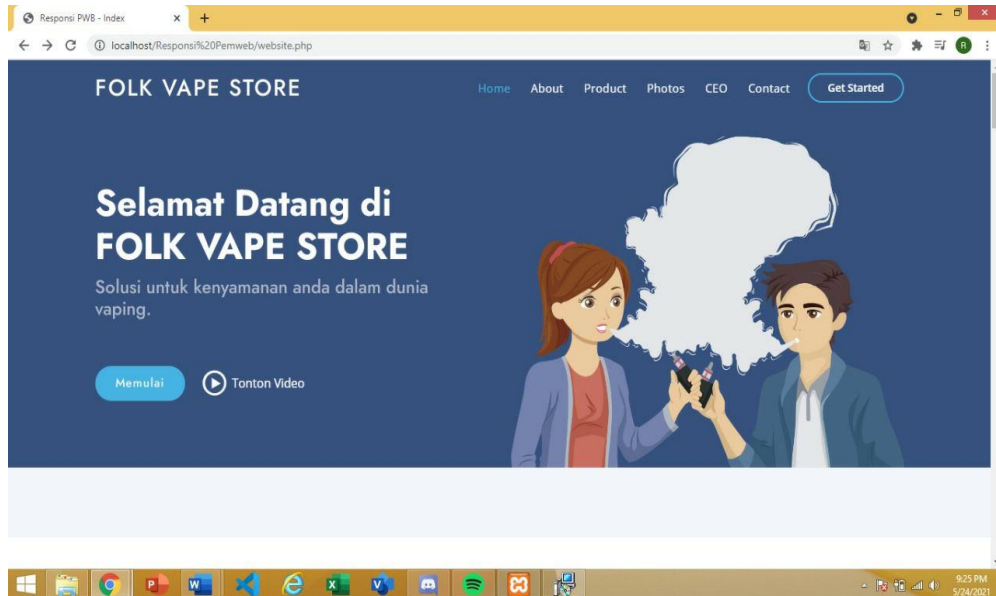 Responsi PWB - Index
localhost/Responsi%20Pemweb/website.php
R
FOLK VAPE STORE
Home About Product Photos CEO Contact Get Started
Selamat Datang di
FOLK VAPE STORE
Solusi untuk kenyamanan anda dalam dunia
vaping.
Memulai Tonton Video
9:25 PM
5/24/2021